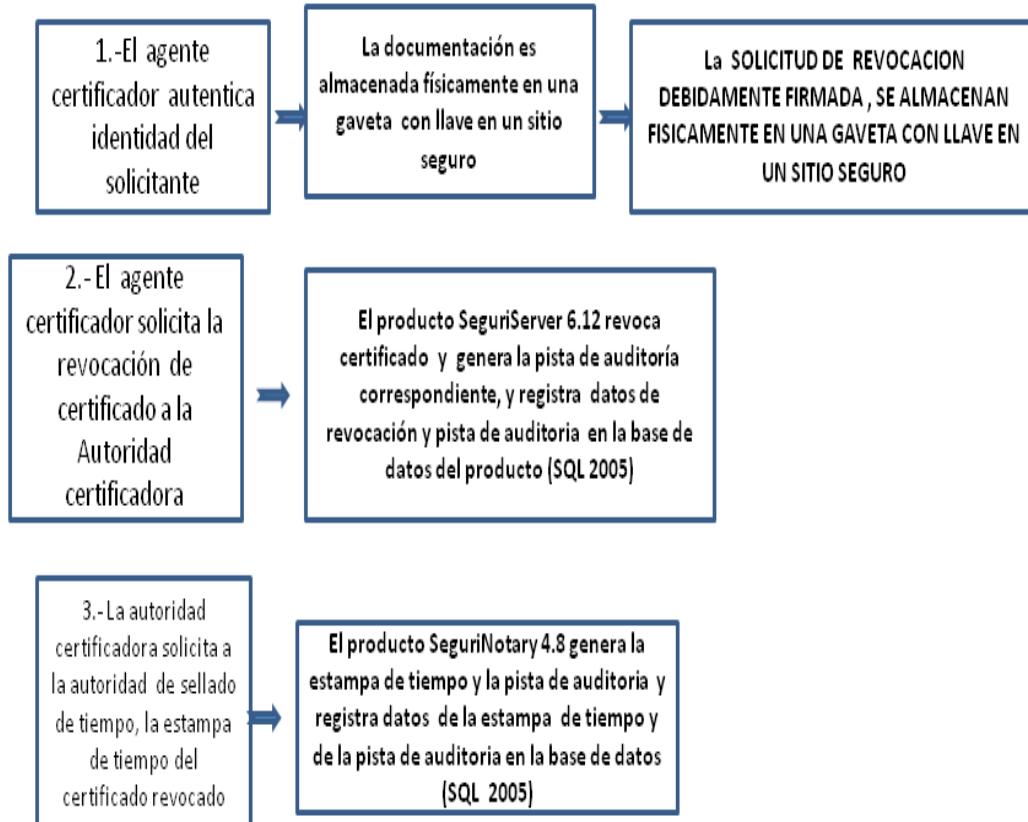 1.-El agente
certificador autentica
identidad del
solicitante
La documentación es
almacenada físicamente en una
gaveta con llave en un sitio
seguro
La SOLICITUD DE REVOCACION
DEBIDAMENTE FIRMADA , SE ALMACENAN
FISICAMENTE EN UNA GAVETA CON LLAVE EN
UN SITIO SEGURO
2.- El agente
certificador solicita la
revocación de
certificado a la
Autoridad
certificadora
El producto SeguriServer 6.12 revoca
certificado y genera la pista de auditoría
correspondiente, y registra datos de
revocación y pista de auditoria en la base de
datos del producto (SQL 2005)
3.- La autoridad
certificadora solicita a
la autoridad de sellado
de tiempo, la estampa
de tiempo del
certificado revocado
El producto SeguriNotary 4.8 genera la
estampa de tiempo y la pista de auditoria y
registra datos de la estampa de tiempo y
de la pista de auditoria en la base de datos
(SQL 2005)